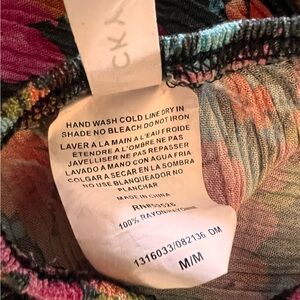 CKY
HAND WASH COLD LINE DRY IN
SHADE NO BLEACH DO NOT IRON
LAVER A LA MAIN A L'EAU FROIDE
ETENDRE A L'OMBRE NE PAS
JAVELLISER NE PAS REPASSER
LAVADO A MANO CON AGUA FRIA
COLGAR A SECAR EN LA SOMBRA
NO USE BLANQUEADOR NO
PLANCHAR
MADE IN CHINA
100% RAYON/RAYONNE
1316033/082136 OM
M/M